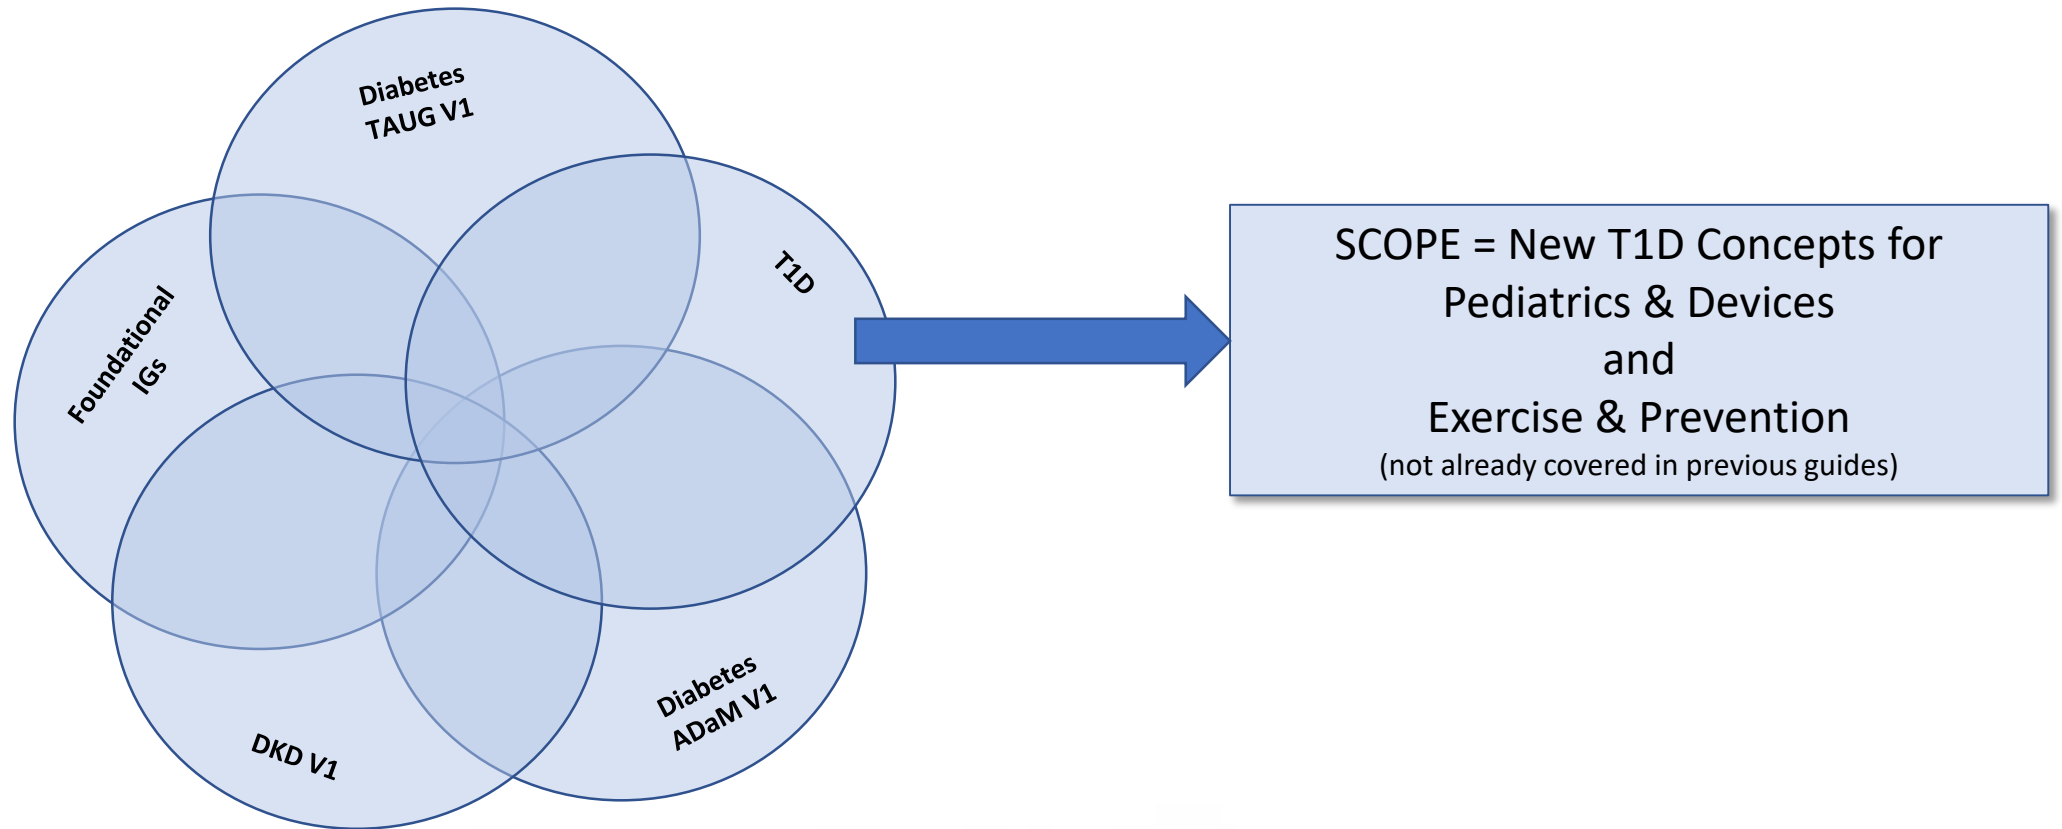 Diabetes
TAUG V1
T1D
Foundational
IGs
Diabetes
ADaM V1
DKD V1
SCOPE = New T1D Concepts for
Pediatrics & Devices
and
Exercise & Prevention
(not already covered in previous guides)